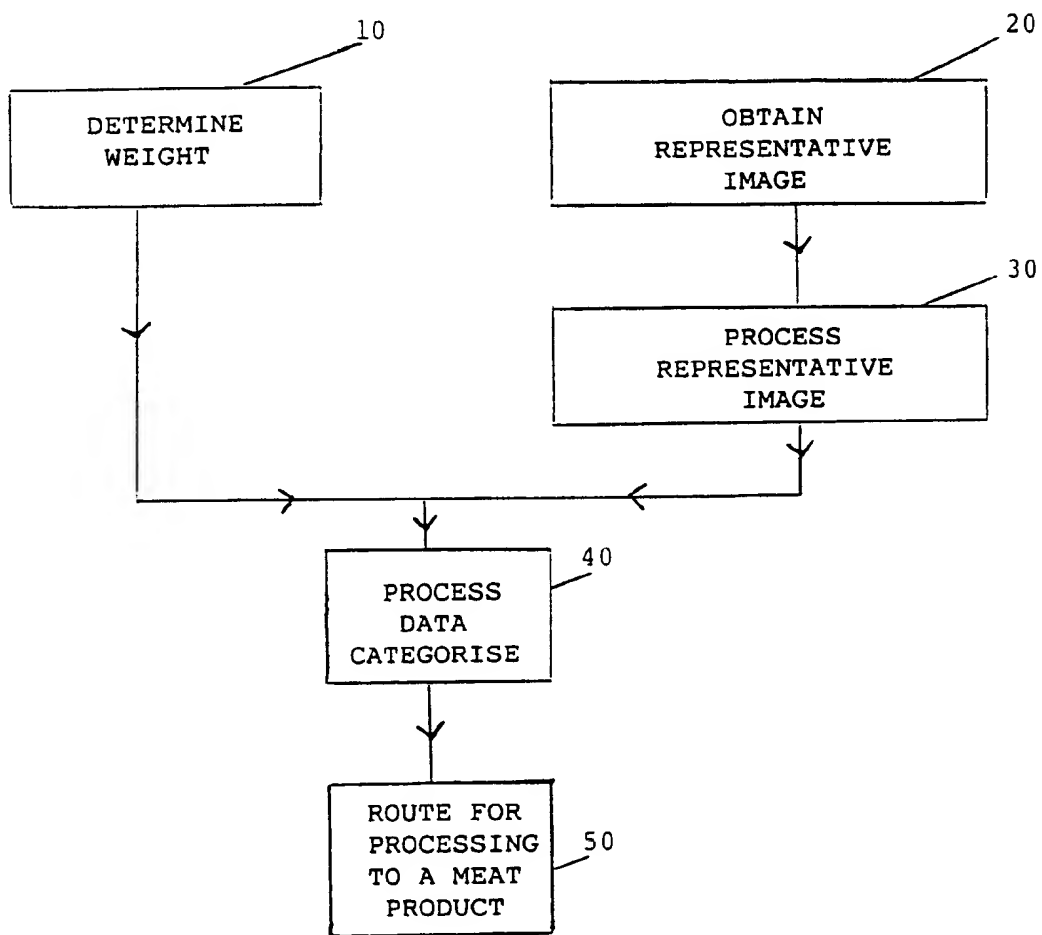 10
DETERMINE
WEIGHT
20
OBTAIN
REPRESENTATIVE
IMAGE
30
PROCESS
REPRESENTATIVE
IMAGE
40
PROCESS
DATA
CATEGORISE
50
ROUTE FOR
PROCESSING
TO A MEAT
PRODUCT